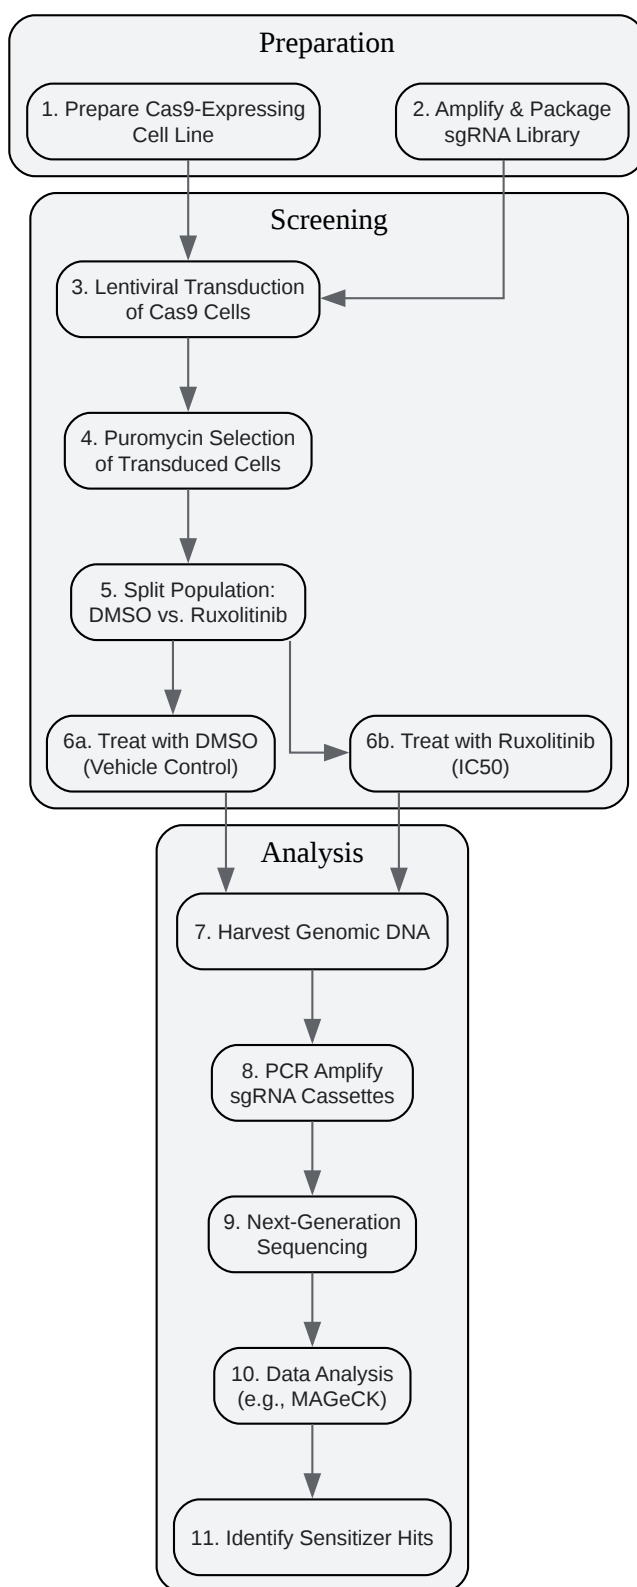 Preparation
1. Prepare Cas9-Expressing
Cell Line
2. Amplify & Package
sgRNA Library
Screening
3. Lentiviral Transduction
of Cas9 Cells
4. Puromycin Selection
of Transduced Cells
5. Split Population:
DMSO vs. Ruxolitinib
6a. Treat with DMSO
(Vehicle Control)
6b. Treat with Ruxolitinib
(IC50)
Analysis
7. Harvest Genomic DNA
8. PCR Amplify
sgRNA Cassettes
9. Next-Generation
Sequencing
10. Data Analysis
(e.g., MAGeCK)
11. Identify Sensitizer Hits